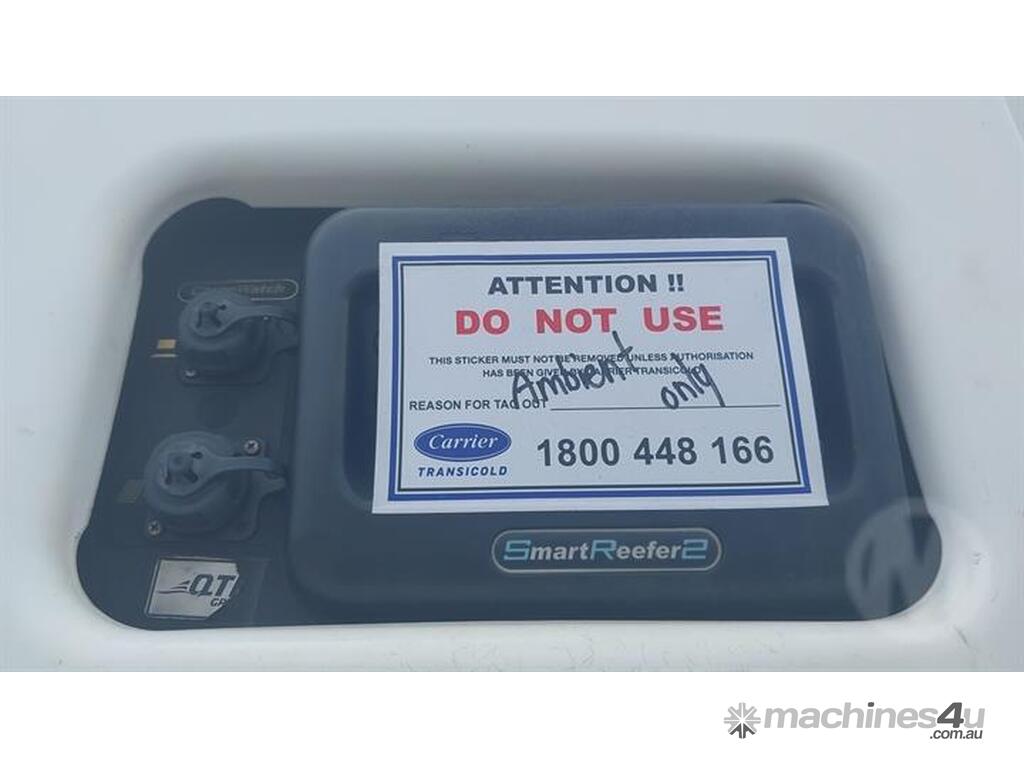 ATTENTION !!
DO NOT USE
THIS STICKER MUST NOT BE REMOVED UNLESS AUTHORISATION
HAS BEEN GIVEN BY CARRIER TRANSICOLD
Ambient only
REASON FOR TAG OUT
Carrier
TRANSICOLD
1800 448 166
SmartReefer2
QT
machines4u
.com.au